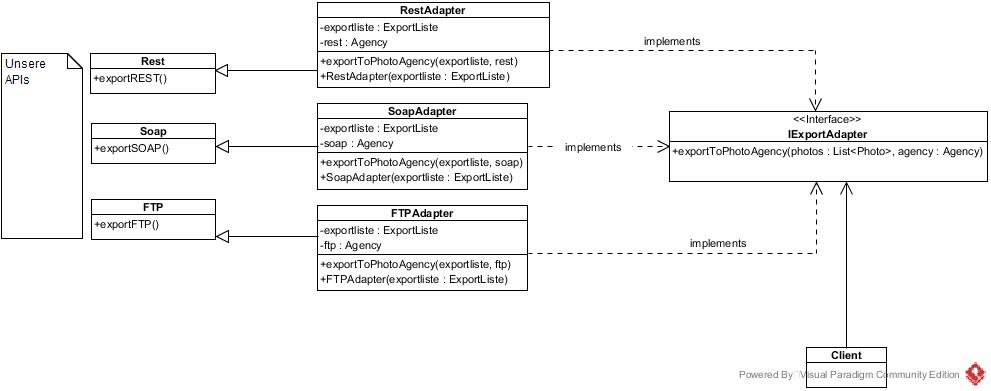 Unsere
APIs
Rest
+exportREST()
Soap
+exportSOAP()
FTP
+exportFTP()
RestAdapter
-exportliste : ExportListe
-rest : Agency
+exportToPhotoAgency(exportliste, rest)
+RestAdapter(exportliste : ExportListe)
SoapAdapter
-exportliste : ExportListe
-soap : Agency
+exportToPhotoAgency(exportliste, soap)
+SoapAdapter(exportliste : ExportListe)
FTPAdapter
-exportliste : ExportListe
-ftp : Agency
+exportToPhotoAgency(exportliste, ftp)
+FTPAdapter(exportliste : ExportListe)
implements
implements
implements
<<Interface>>
IExportAdapter
+exportToPhotoAgency(photos : List<Photo>, agency : Agency)
Client
Powered By Visual Paradigm Community Edition